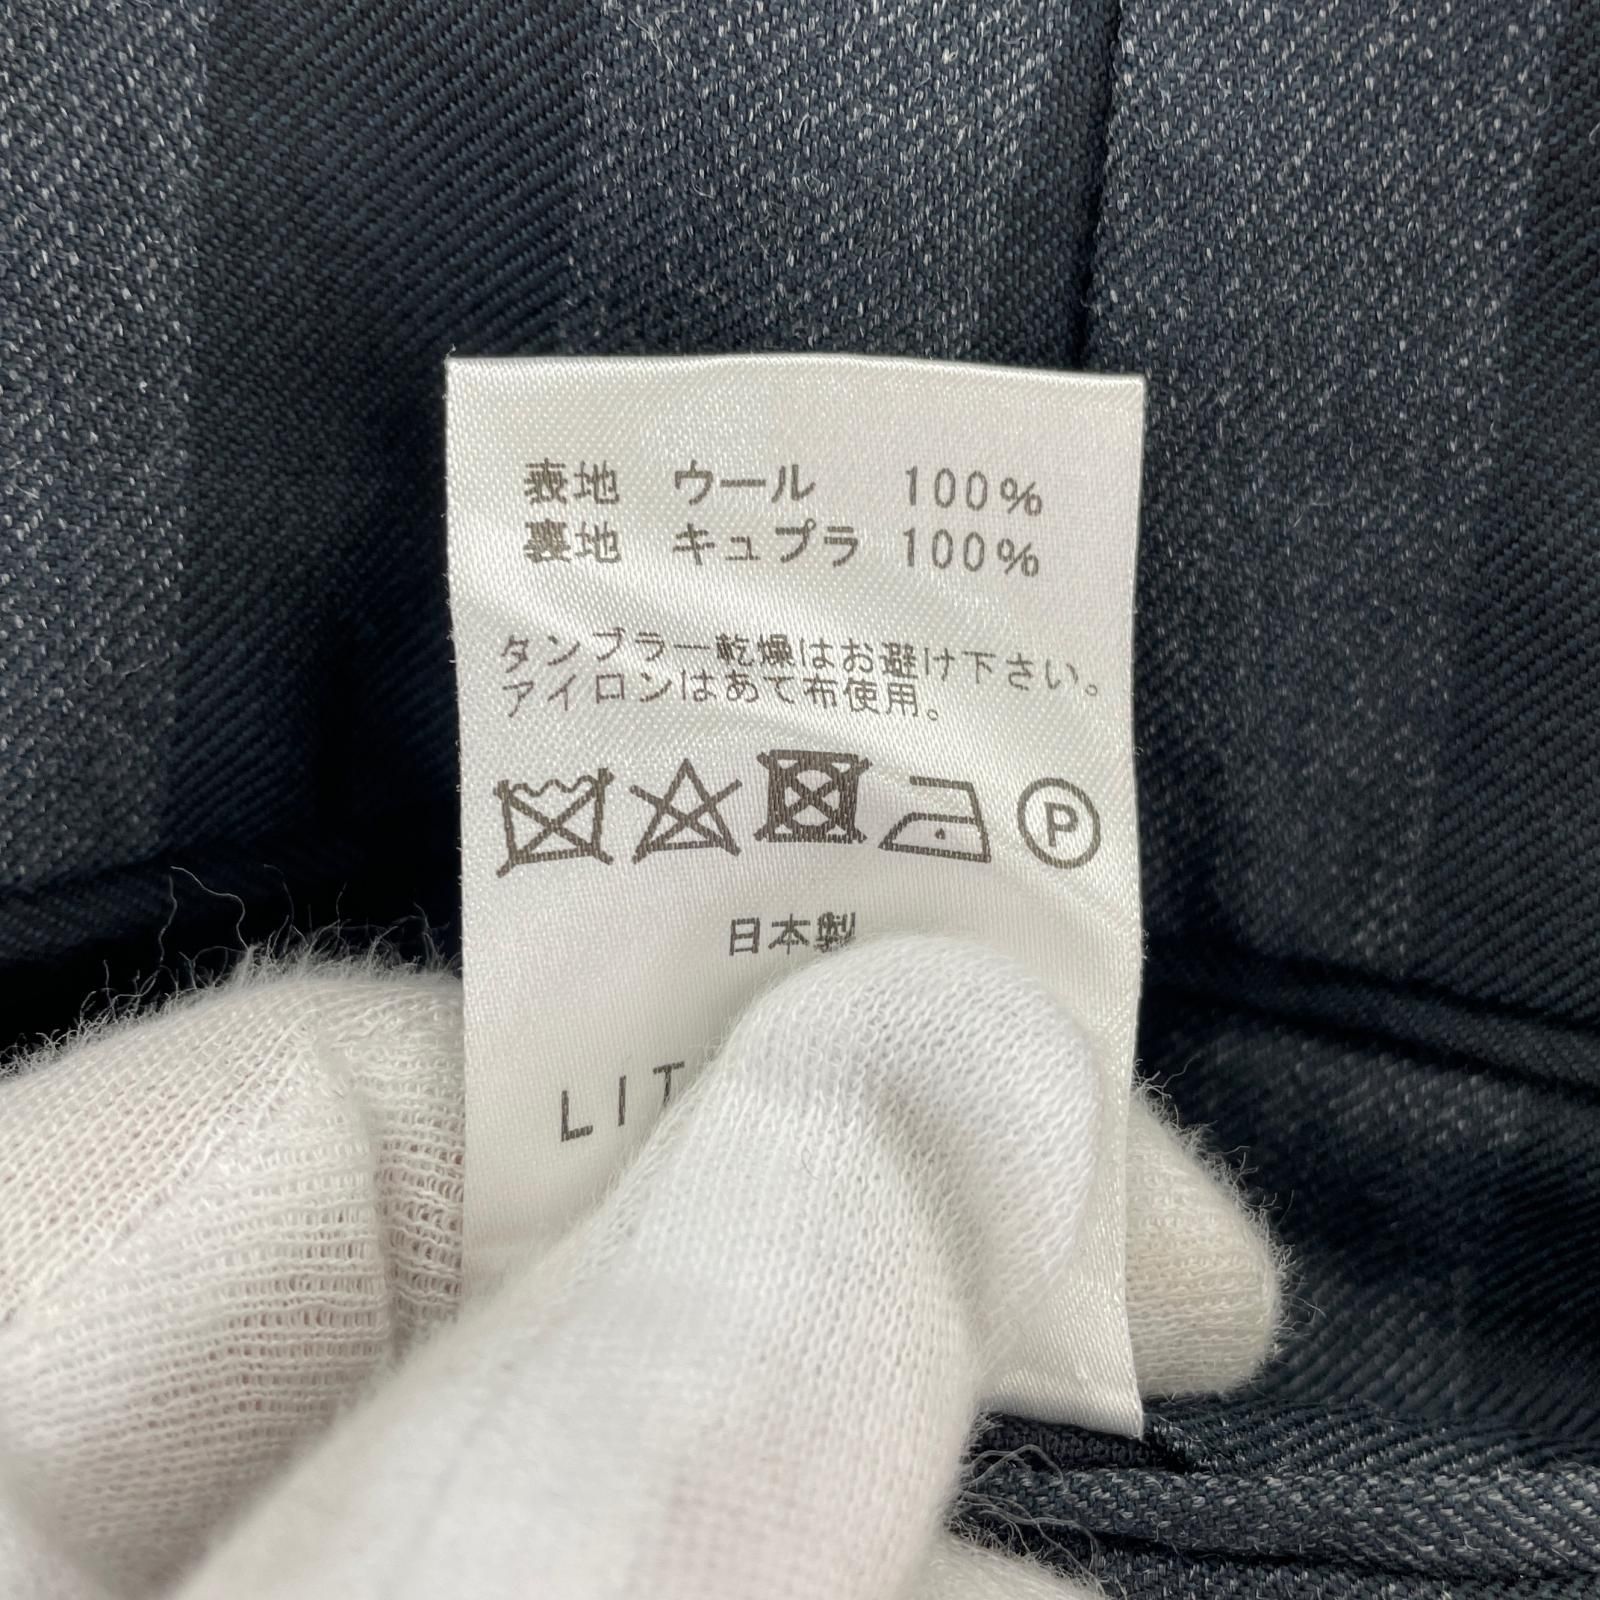 表地 ウール 100%
裏地 キュプラ 100%
タンブラー乾燥はお避け下さい。
アイロンはあて布使用。
P
日本製